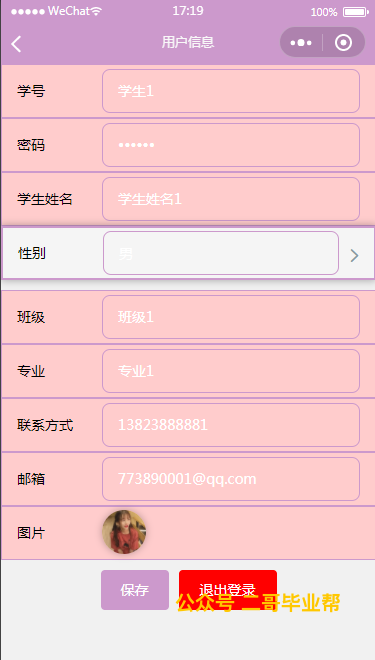 WeChat 17:19 100%
用户信息
学号 学生1
密码 ••••••
学生姓名 学生姓名1
性别 男
班级 班级1
专业 专业1
联系方式 13823888881
邮箱 773890001@qq.com
图片
保存 退出登录
公众号 二哥毕业帮